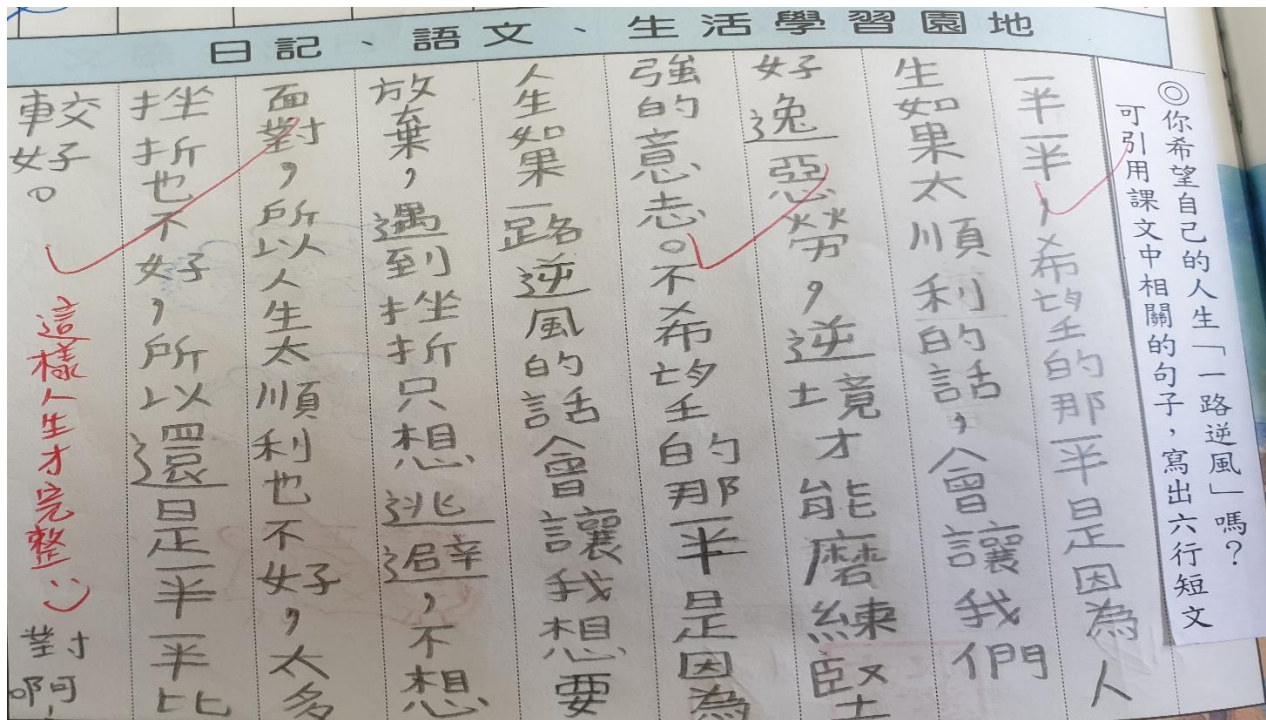 日記、語文、生活學習園地
◎你希望自己的人生「一路逆風」嗎？
可引用課文中相關的句子，寫出六行短文
一半一半，希望的那一半是因為人
生如果太順利的話，會讓我們
好逸惡勞，逆境才能磨練堅
強的意志。不希望的那一半是因為
人生如果一路逆風的話會讓我想要
放棄，遇到挫折只想逃避，不想
面對，所以人生太順利也不好，太多
挫折也不好，所以還是一半一半比
較好。
這樣人生才完整
對啊